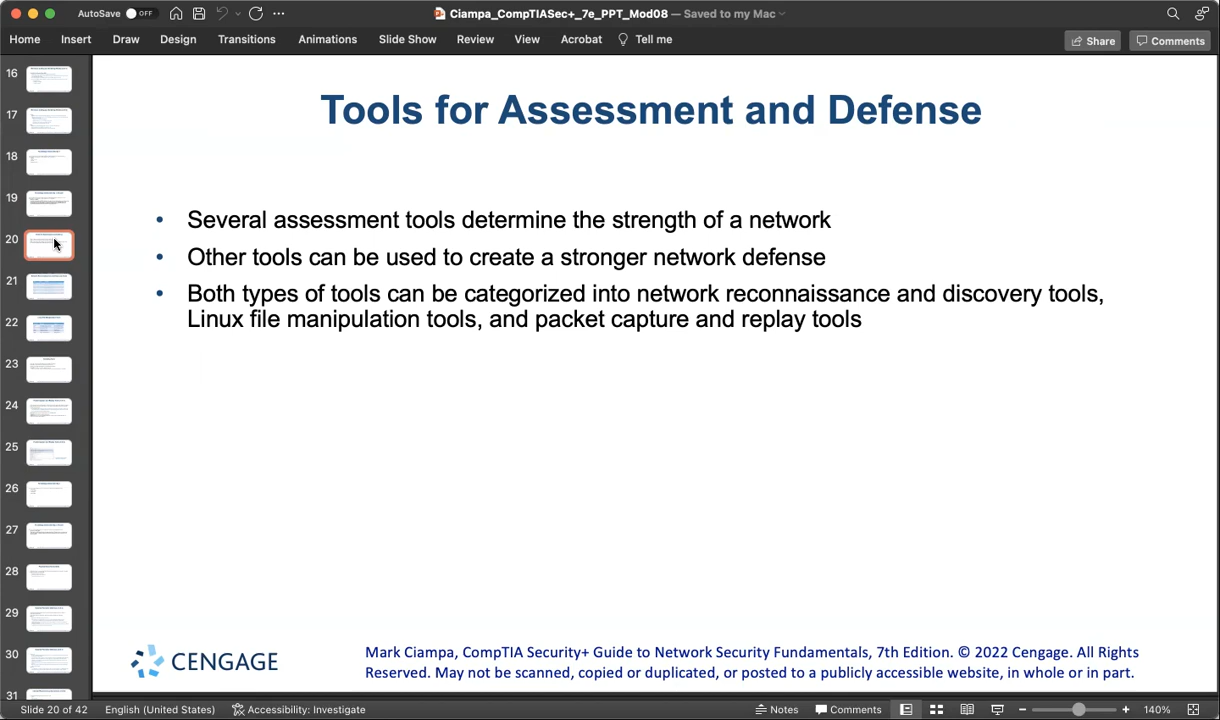 AutoSave OFF
Ciampa_CompTIASec+_7e_PPT_Mod08 — Saved to my Mac
Home Insert Draw Design Transitions Animations Slide Show Review View Acrobat Tell me
Share Comments
16
17
18
19
20
21
22
23
24
25
26
27
28
29
30
31
Tools for Assessment and Defense
• Several assessment tools determine the strength of a network
• Other tools can be used to create a stronger network defense
• Both types of tools can be categorized into network reconnaissance and discovery tools,
Linux file manipulation tools, and packet capture and replay tools
CENGAGE
Mark Ciampa, CompTIA Security+ Guide to Network Security Fundamentals, 7th Edition. © 2022 Cengage. All Rights
Reserved. May not be scanned, copied or duplicated, or posted to a publicly accessible website, in whole or in part.
Slide 20 of 42 English (United States) Accessibility: Investigate Notes Comments 140%